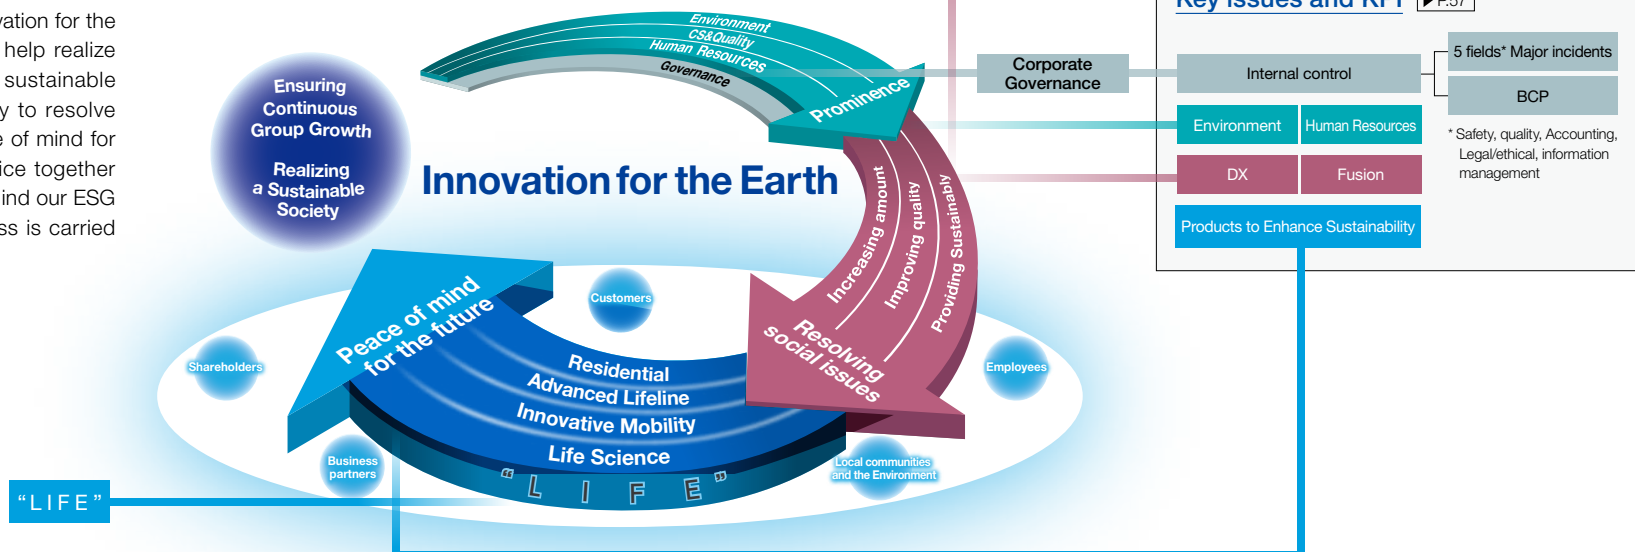 vation for the
help realize
sustainable
y to resolve
e of mind for
ice together
ind our ESG
ss is carried
Ensuring
Continuous
Group Growth
Realizing
a Sustainable
Society
Innovation for the Earth
Environment
CS&Quality
Human Resources
Governance
Prominence
Increasing amount
Improving quality
Providing Sustainably
Resolving
social issues
Peace of mind
for the future
Residential
Advanced Lifeline
Innovative Mobility
Life Science
“LIFE”
Customers
Shareholders
Employees
Business
partners
Local communities
and the Environment
“LIFE”
Key issues and KPI ▶P.57
Corporate
Governance
Internal control
5 fields* Major incidents
BCP
Environment
Human Resources
* Safety, quality, Accounting,
Legal/ethical, information
management
DX
Fusion
Products to Enhance Sustainability